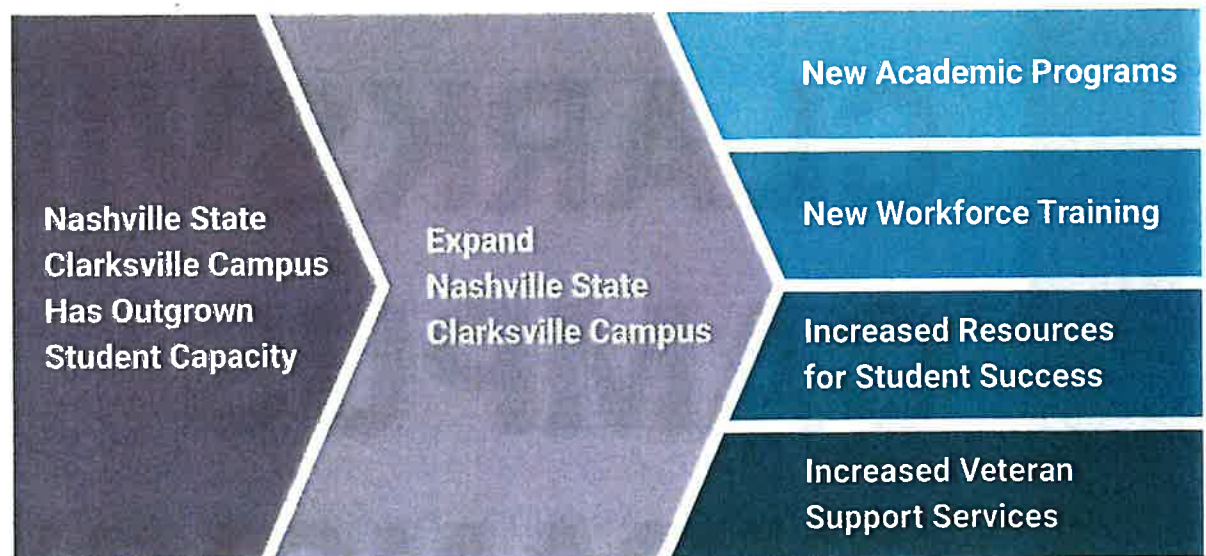 Nashville State
Clarksville Campus
Has Outgrown
Student Capacity
Expand
Nashville State
Clarksville Campus
New Academic Programs
New Workforce Training
Increased Resources
for Student Success
Increased Veteran
Support Services